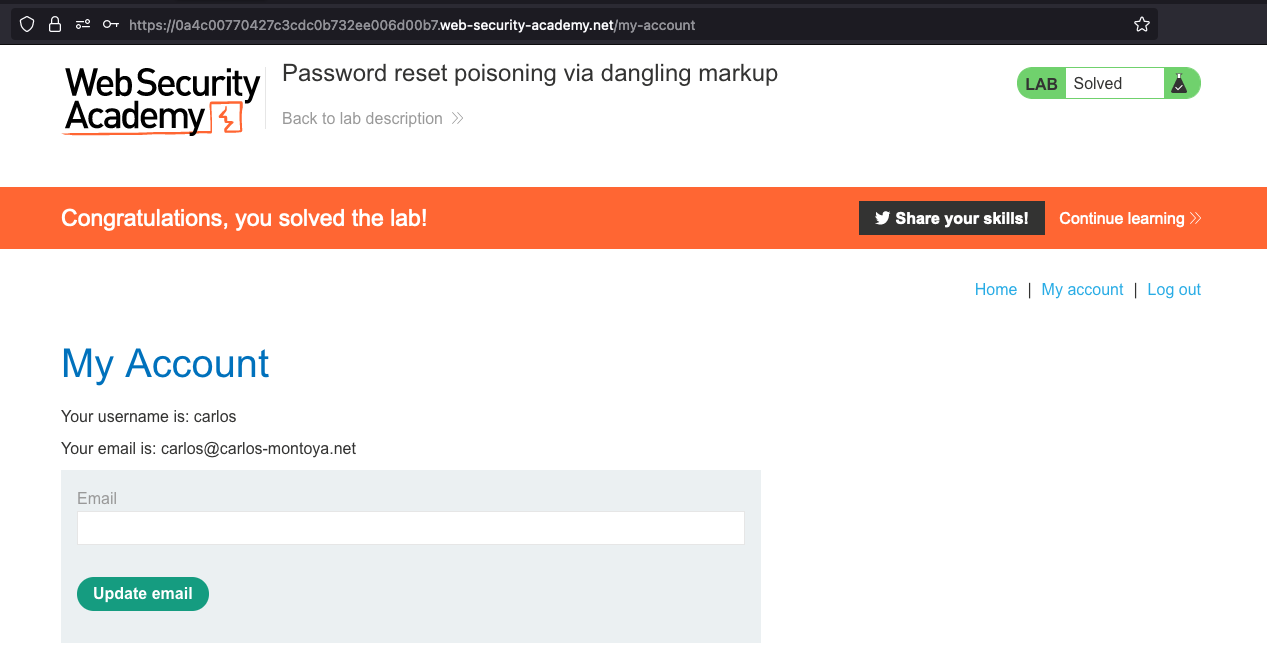 https://0a4c00770427c3cdc0b732ee006d00b7.web-security-academy.net/my-account
Web Security
Academy
Password reset poisoning via dangling markup
Back to lab description
LAB Solved
Congratulations, you solved the lab!
Share your skills! Continue learning
Home | My account | Log out
My Account
Your username is: carlos
Your email is: carlos@carlos-montoya.net
Email
Update email